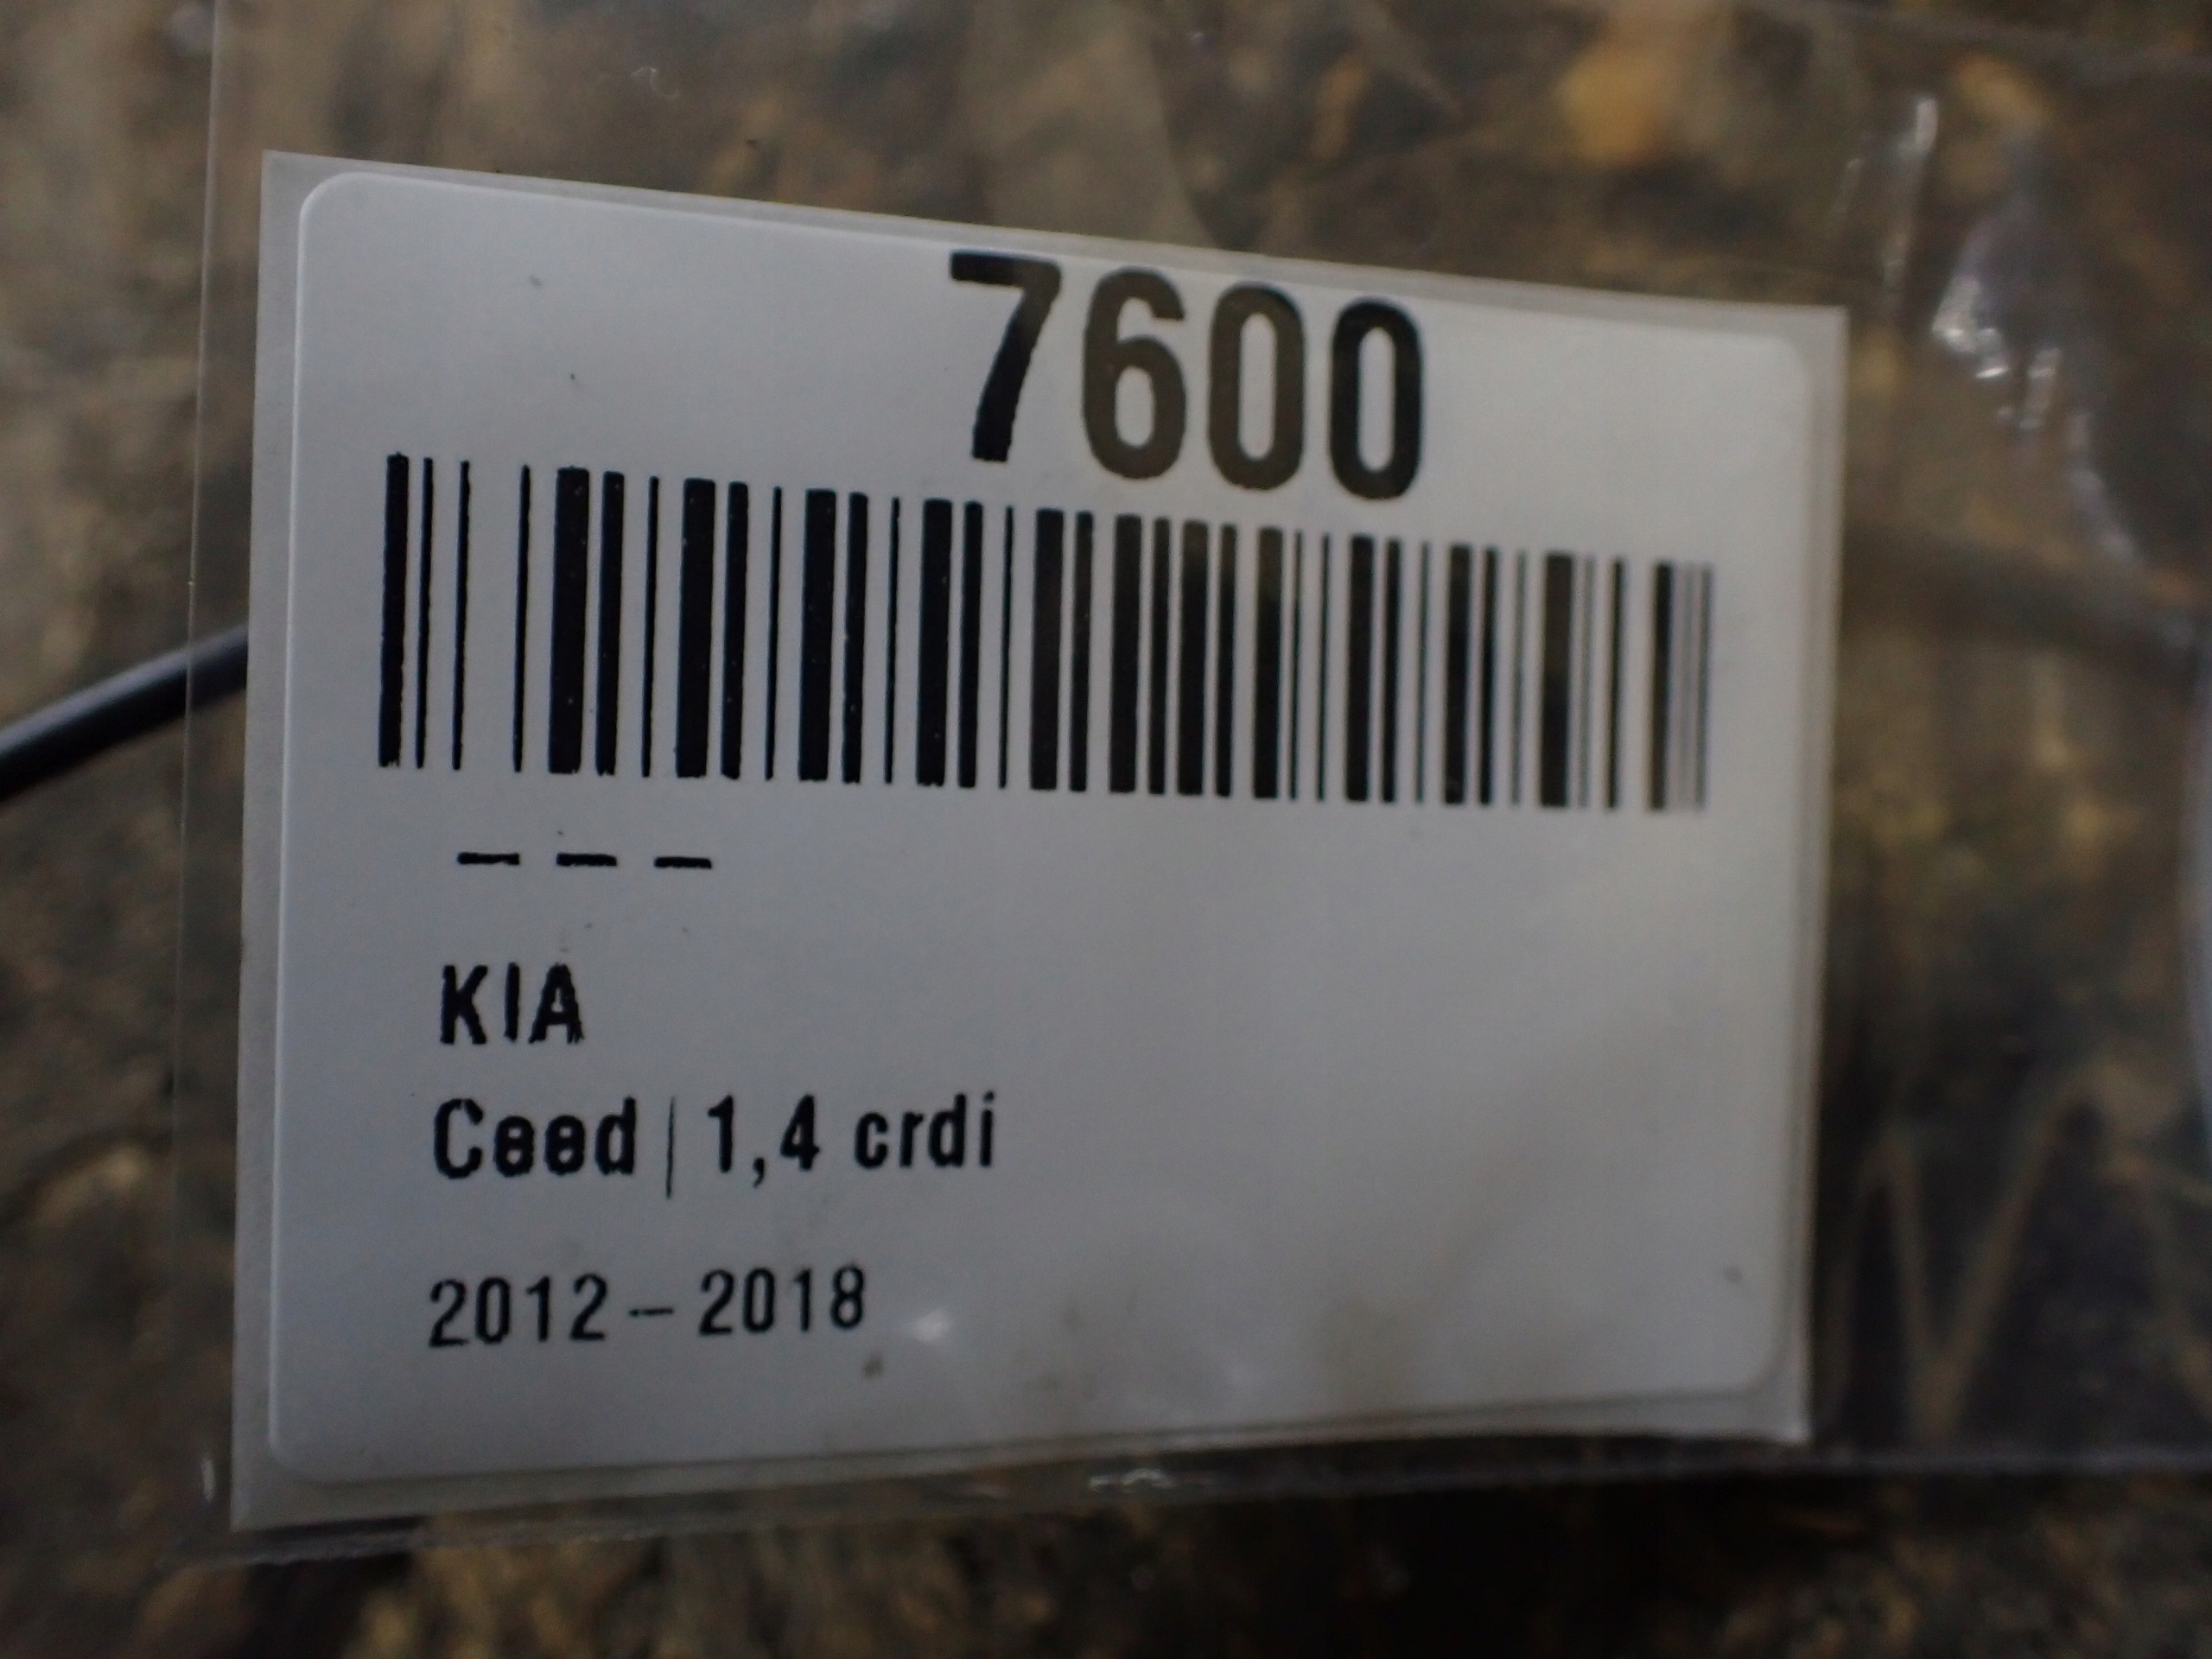 7600
– – –
KIA
Ceed | 1,4 crdi
2012 – 2018